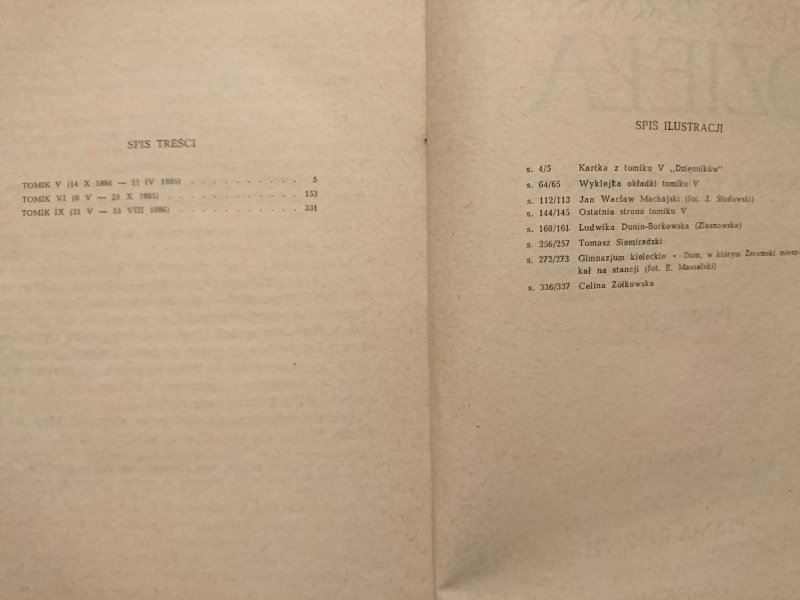 SPIS TREŚCI
TOMIK V (14 X 1884 — 11 IV 1885) . . . . . . . . . . 5
TOMIK VI (6 V — 24 X 1885) . . . . . . . . . . . 153
TOMIK IX (21 V — 15 VIII 1886) . . . . . . . . . . 331
DZIEŁA
SPIS ILUSTRACJI
s. 4/5 Kartka z tomiku V „Dzienników"
s. 64/65 Wyklejka okładki tomiku V
s. 112/113 Jan Wacław Machajski (fot. J. Słudowski)
s. 144/145 Ostatnia strona tomiku V
s. 160/161 Ludwika Dunin-Borkowska (Zlasnowska)
s. 256/257 Tomasz Siemiradzki
s. 272/273 Gimnazjum kieleckie • Dom, w którym Żeromski miesz-
kał na stancji (fot. E. Massalski)
s. 336/337 Celina Żółkowska